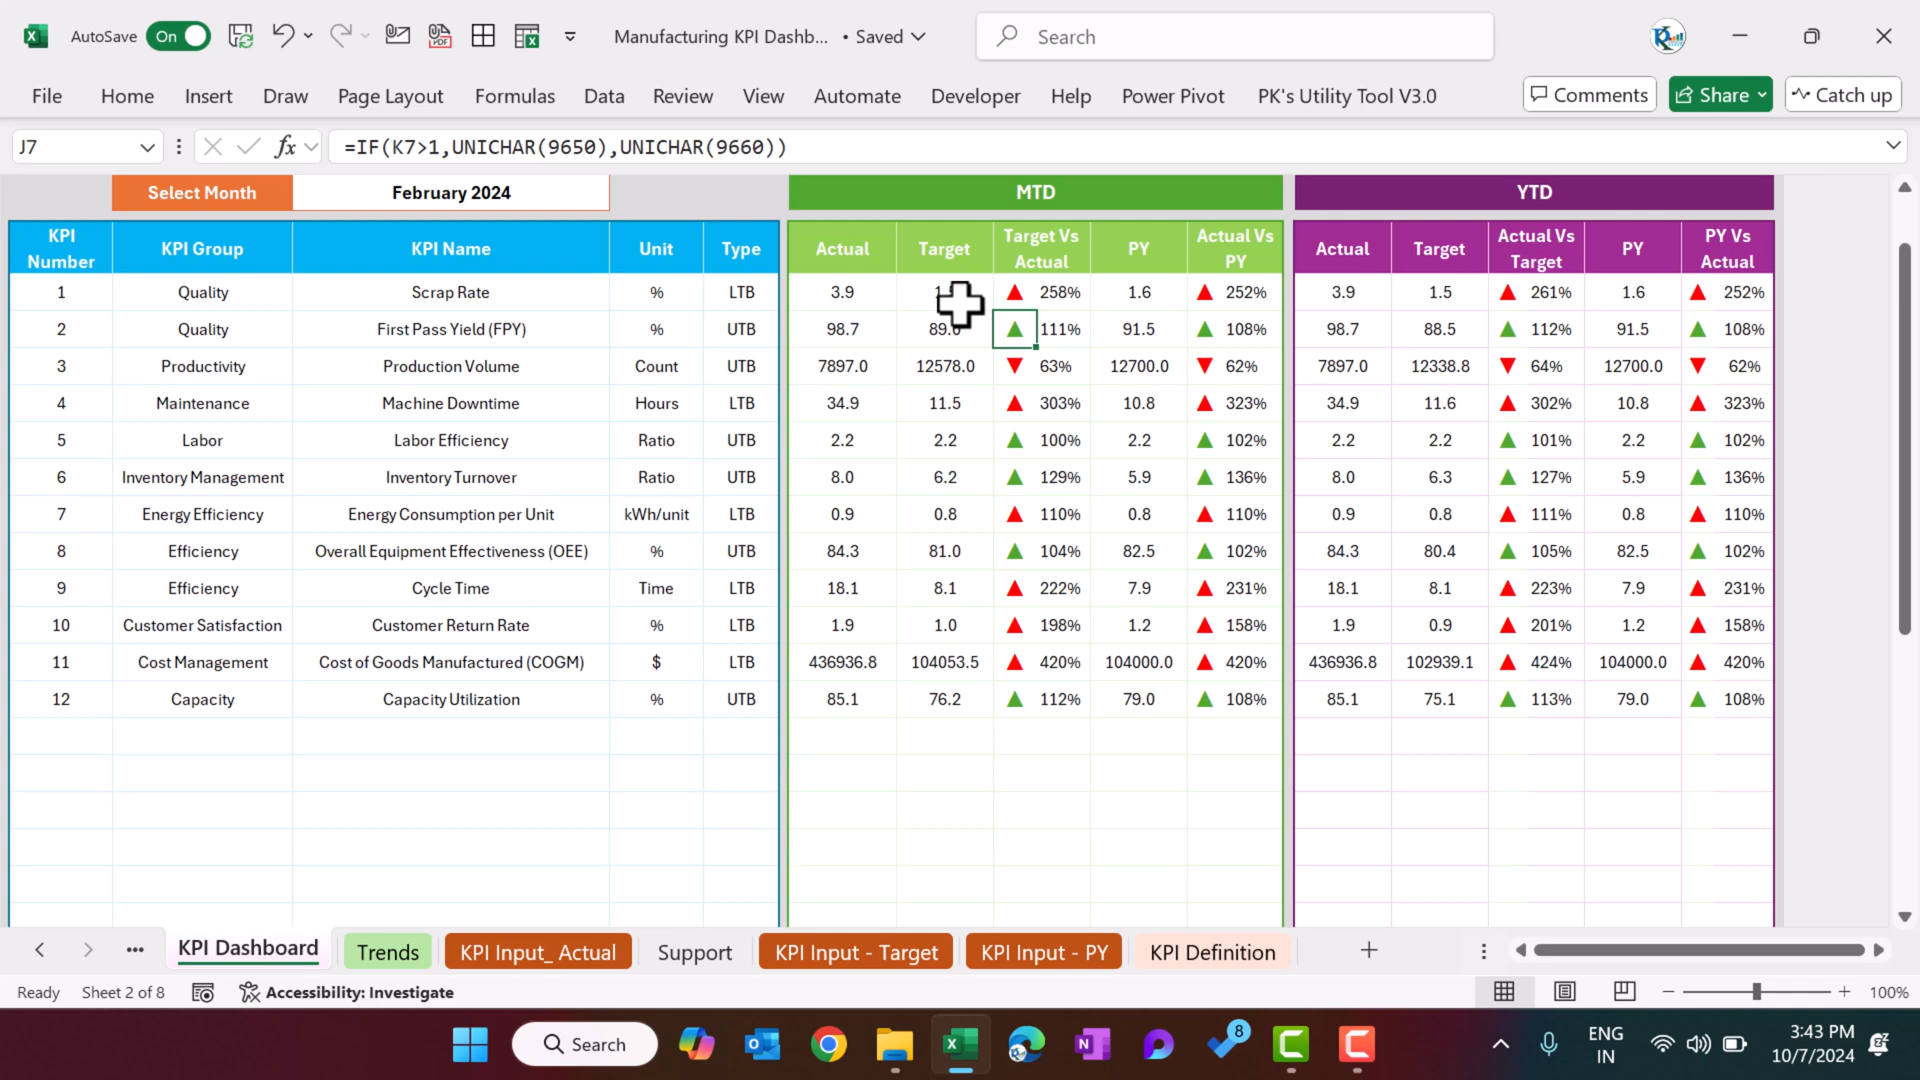 AutoSave On PDF Manufacturing KPI Dashb... • Saved Search
File Home Insert Draw Page Layout Formulas Data Review View Automate Developer Help Power Pivot PK's Utility Tool V3.0 Comments Share Catch up
J7 fx =IF(K7>1,UNICHAR(9650),UNICHAR(9660))
Select Month February 2024 MTD YTD
KPI Number KPI Group KPI Name Unit Type Actual Target Target Vs Actual PY Actual Vs PY Actual Target Actual Vs Target PY PY Vs Actual
1 Quality Scrap Rate % LTB 3.9 ▲ 258% 1.6 ▲ 252% 3.9 1.5 ▲ 261% 1.6 ▲ 252%
2 Quality First Pass Yield (FPY) % UTB 98.7 ▲ 111% 91.5 ▲ 108% 98.7 88.5 ▲ 112% 91.5 ▲ 108%
3 Productivity Production Volume Count UTB 7897.0 12578.0 ▼ 63% 12700.0 ▼ 62% 7897.0 12338.8 ▼ 64% 12700.0 ▼ 62%
4 Maintenance Machine Downtime Hours LTB 34.9 11.5 ▲ 303% 10.8 ▲ 323% 34.9 11.6 ▲ 302% 10.8 ▲ 323%
5 Labor Labor Efficiency Ratio UTB 2.2 2.2 ▲ 100% 2.2 ▲ 102% 2.2 2.2 ▲ 101% 2.2 ▲ 102%
6 Inventory Management Inventory Turnover Ratio UTB 8.0 6.2 ▲ 129% 5.9 ▲ 136% 8.0 6.3 ▲ 127% 5.9 ▲ 136%
7 Energy Efficiency Energy Consumption per Unit kWh/unit LTB 0.9 0.8 ▲ 110% 0.8 ▲ 110% 0.9 0.8 ▲ 111% 0.8 ▲ 110%
8 Efficiency Overall Equipment Effectiveness (OEE) % UTB 84.3 81.0 ▲ 104% 82.5 ▲ 102% 84.3 80.4 ▲ 105% 82.5 ▲ 102%
9 Efficiency Cycle Time Time LTB 18.1 8.1 ▲ 222% 7.9 ▲ 231% 18.1 8.1 ▲ 223% 7.9 ▲ 231%
10 Customer Satisfaction Customer Return Rate % LTB 1.9 1.0 ▲ 198% 1.2 ▲ 158% 1.9 0.9 ▲ 201% 1.2 ▲ 158%
11 Cost Management Cost of Goods Manufactured (COGM) $ LTB 436936.8 104053.5 ▲ 420% 104000.0 ▲ 420% 436936.8 102939.1 ▲ 424% 104000.0 ▲ 420%
12 Capacity Capacity Utilization % UTB 85.1 76.2 ▲ 112% 79.0 ▲ 108% 85.1 75.1 ▲ 113% 79.0 ▲ 108%
KPI Dashboard Trends KPI Input_ Actual Support KPI Input - Target KPI Input - PY KPI Definition
Ready Sheet 2 of 8 Accessibility: Investigate 100%
Search 8 ENG IN 3:43 PM 10/7/2024